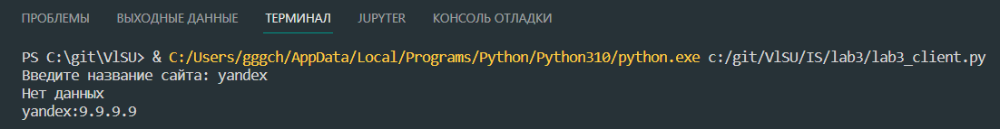 ПРОБЛЕМЫ ВЫХОДНЫЕ ДАННЫЕ ТЕРМИНАЛ JUPYTER КОНСОЛЬ ОТЛАДКИ
PS C:\git\VlSU> & C:/Users/gggch/AppData/Local/Programs/Python/Python310/python.exe c:/git/VlSU/IS/lab3/lab3_client.py
Введите название сайта: yandex
Нет данных
yandex:9.9.9.9